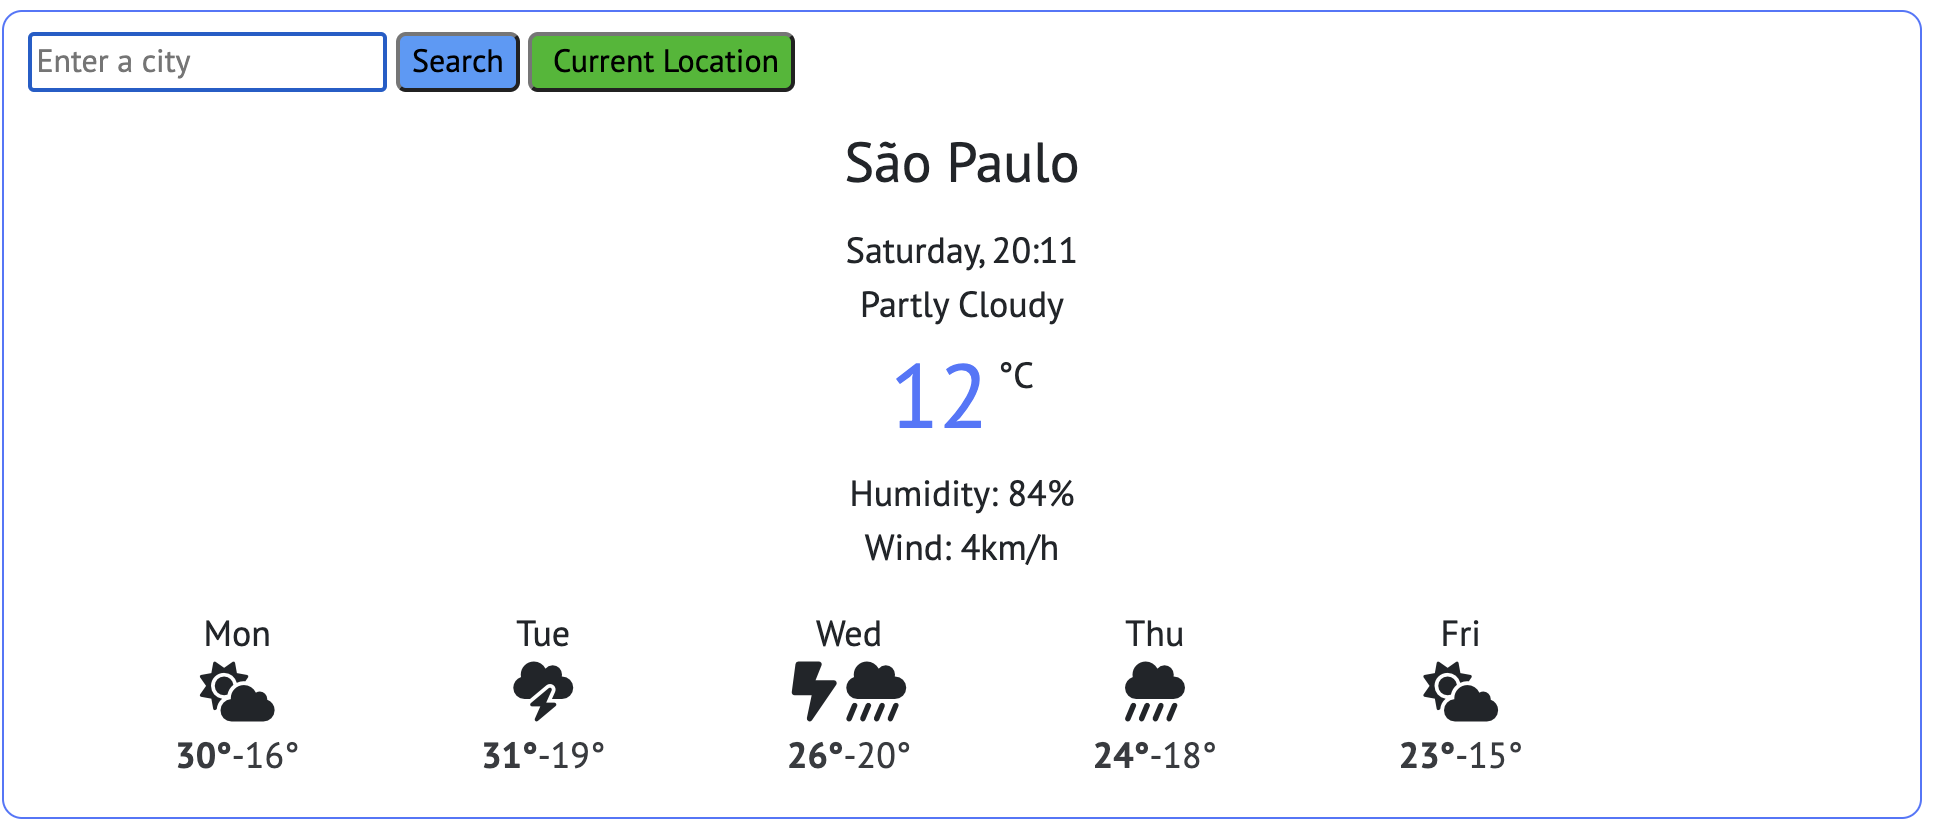 Enter a city Search Current Location
São Paulo
Saturday, 20:11
Partly Cloudy
12 °C
Humidity: 84%
Wind: 4km/h
Mon Tue Wed Thu Fri
30°-16° 31°-19° 26°-20° 24°-18° 23°-15°